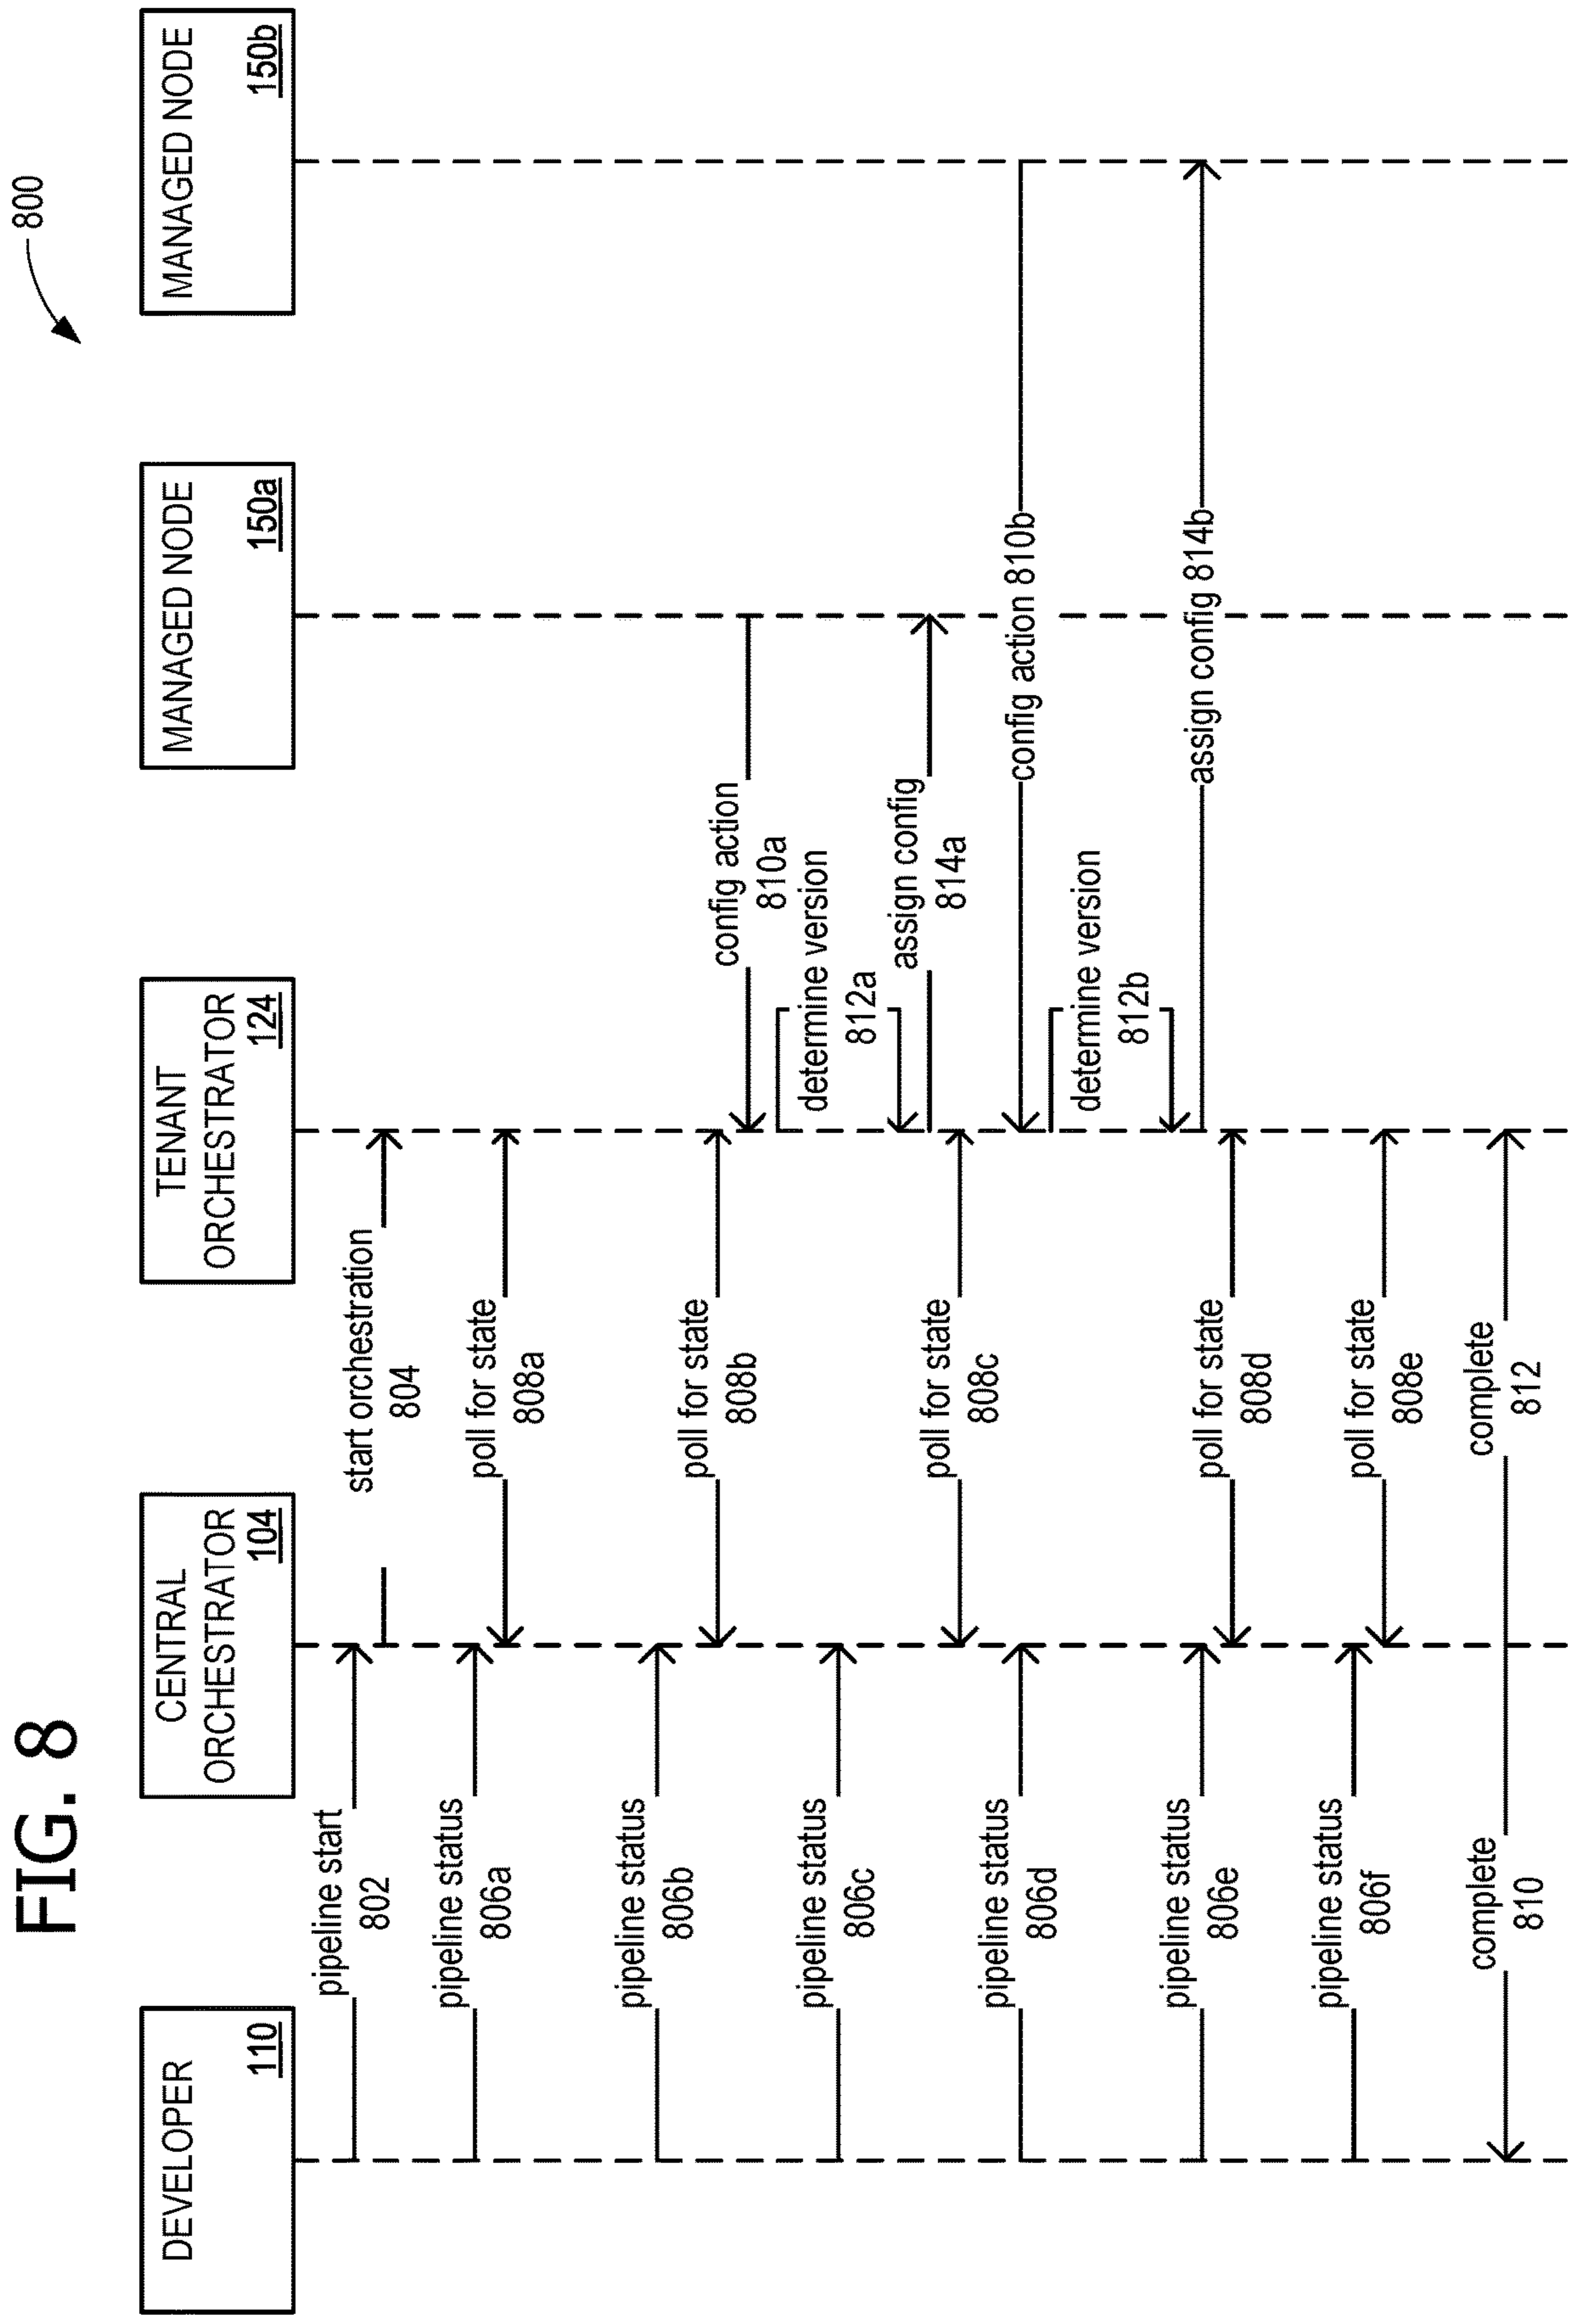 FIG. 8
800
DEVELOPER
110
CENTRAL
ORCHESTRATOR
104
TENANT
ORCHESTRATOR
124
MANAGED NODE
150a
MANAGED NODE
150b
pipeline start
802
start orchestration
804
pipeline status
806a
poll for state
808a
pipeline status
806b
poll for state
808b
config action
810a
determine version
812a
pipeline status
806c
assign config
814a
poll for state
808c
pipeline status
806d
config action 810b
determine version
812b
pipeline status
806e
assign config 814b
poll for state
808d
pipeline status
806f
poll for state
808e
complete
810
complete
812